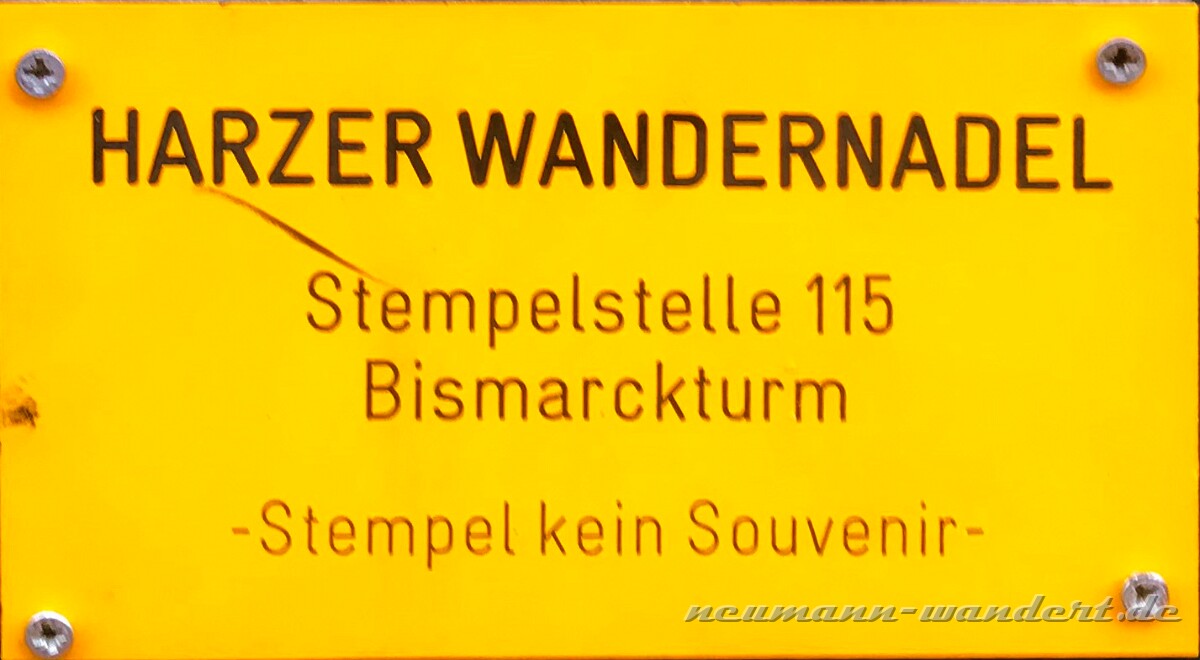 HARZER WANDERNADEL
Stempelstelle 115
Bismarckturm
-Stempel kein Souvenir-
neumann-wandert.de